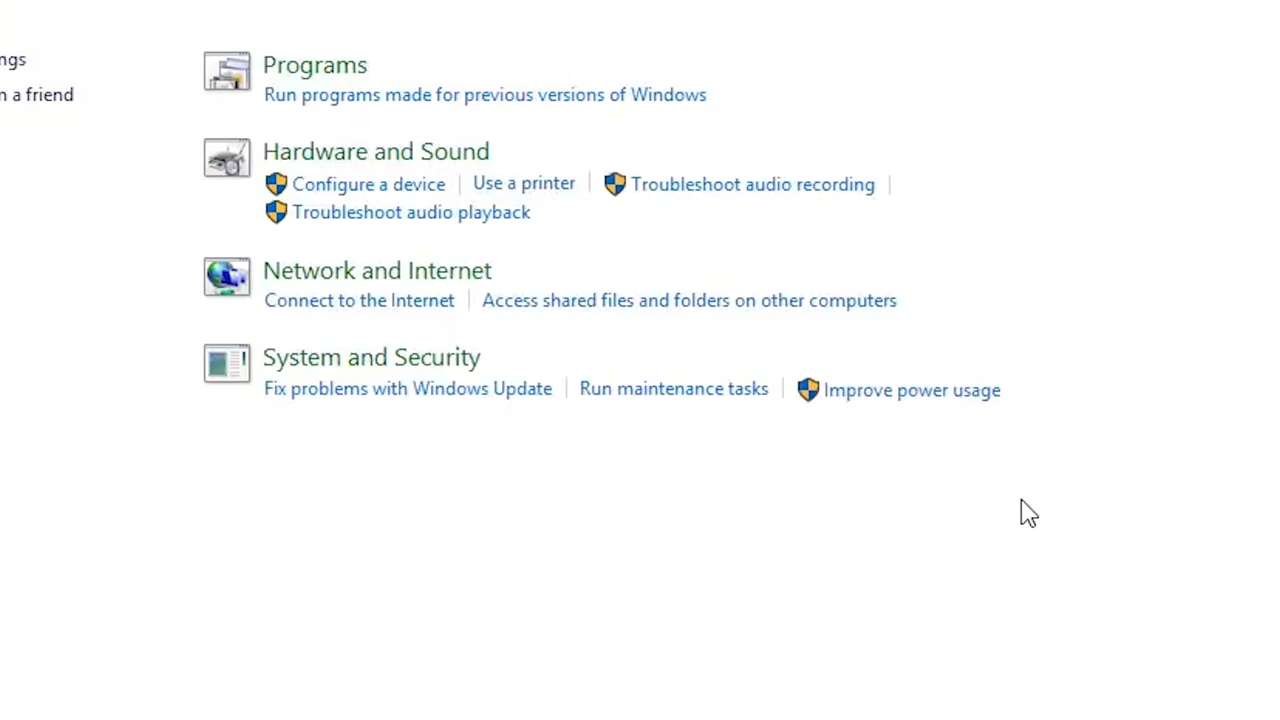 ngs
n a friend
Programs
Run programs made for previous versions of Windows
Hardware and Sound
Configure a device Use a printer Troubleshoot audio recording
Troubleshoot audio playback
Network and Internet
Connect to the Internet Access shared files and folders on other computers
System and Security
Fix problems with Windows Update Run maintenance tasks Improve power usage